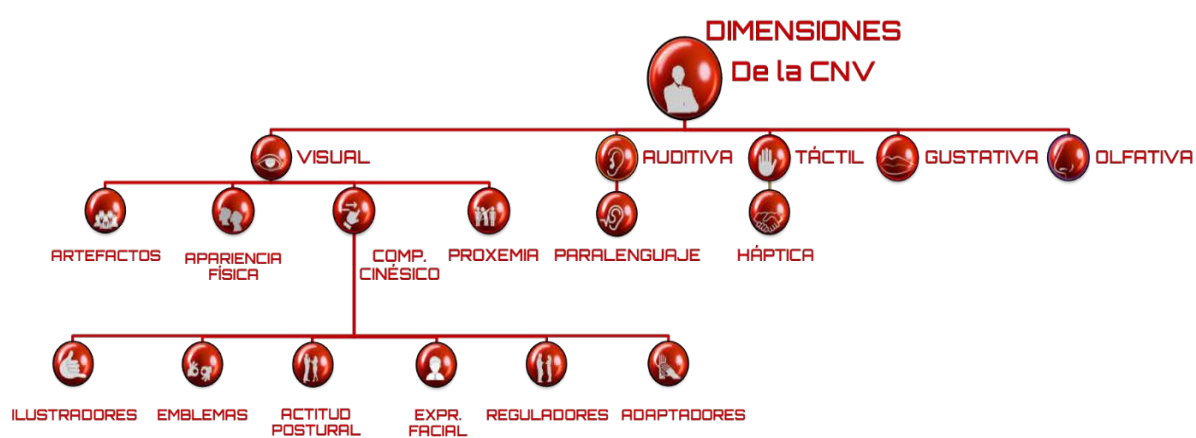 DIMENSIONES
De la CNV
VISUAL
AUDITIVA
TÁCTIL
GUSTATIVA
OLFATIVA
ARTEFACTOS
APARIENCIA
FÍSICA
COMP.
CINÉSICO
PROXEMIA
PARALENGUAJE
HÁPTICA
ILUSTRADORES
EMBLEMAS
ACTITUD
POSTURAL
EXPR.
FACIAL
REGULADORES
ADAPTADORES